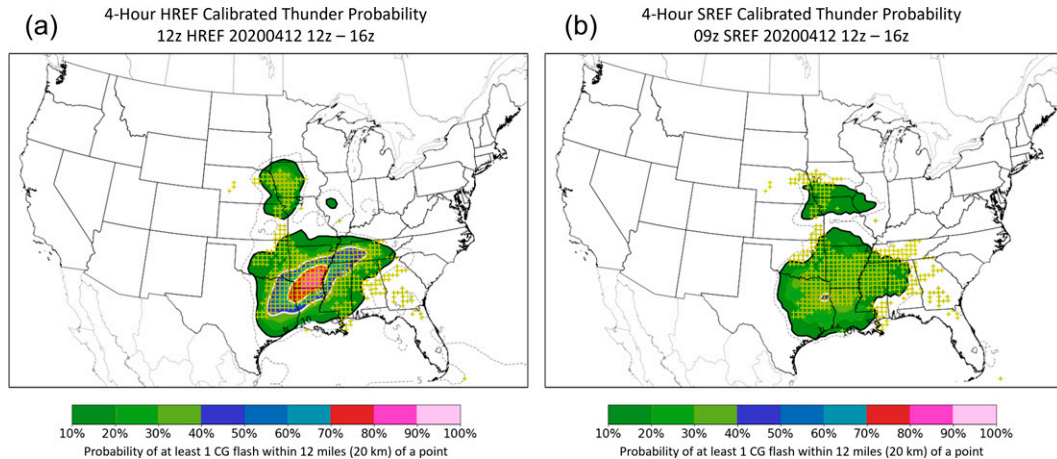 (a)
4-Hour HREF Calibrated Thunder Probability
12z HREF 20200412 12z – 16z
10% 20% 30% 40% 50% 60% 70% 80% 90% 100%
Probability of at least 1 CG flash within 12 miles (20 km) of a point
(b)
4-Hour SREF Calibrated Thunder Probability
09z SREF 20200412 12z – 16z
10% 20% 30% 40% 50% 60% 70% 80% 90% 100%
Probability of at least 1 CG flash within 12 miles (20 km) of a point